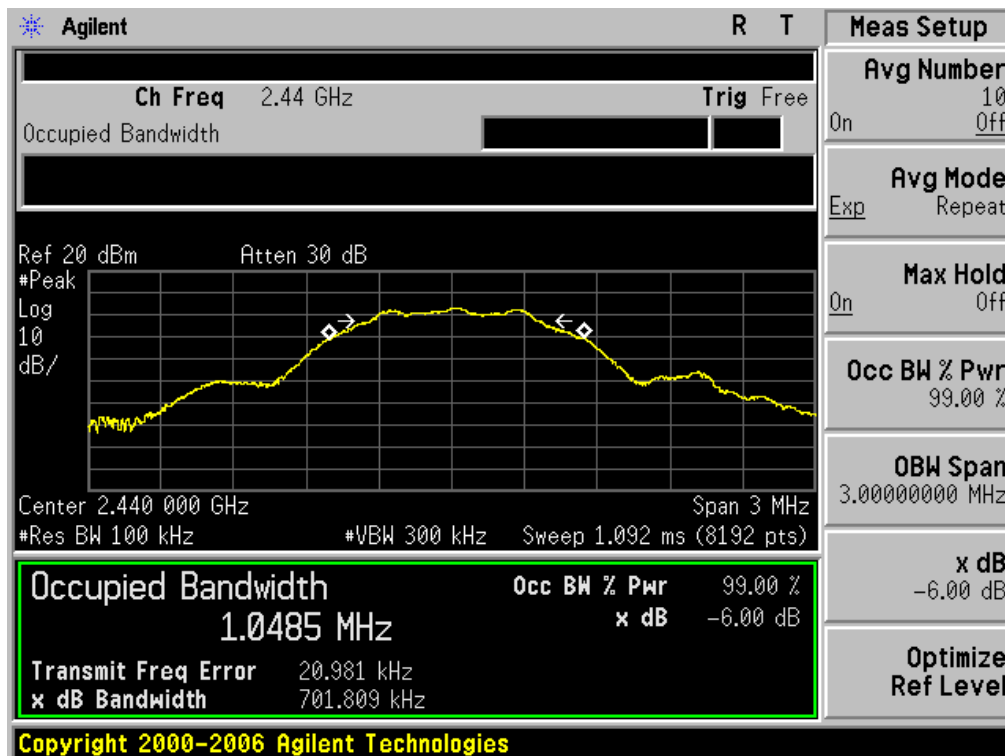 Agilent R T
Ch Freq 2.44 GHz Trig Free
Occupied Bandwidth
Ref 20 dBm Atten 30 dB
#Peak
Log
10
dB/
Center 2.440 000 GHz Span 3 MHz
#Res BW 100 kHz #VBW 300 kHz Sweep 1.092 ms (8192 pts)
Occupied Bandwidth Occ BW % Pwr 99.00 %
1.0485 MHz x dB -6.00 dB
Transmit Freq Error 20.981 kHz
x dB Bandwidth 701.809 kHz
Copyright 2000-2006 Agilent Technologies
Meas Setup
Avg Number
10
On Off
Avg Mode
Exp Repeat
Max Hold
On Off
Occ BW % Pwr
99.00 %
OBW Span
3.00000000 MHz
x dB
-6.00 dB
Optimize
Ref Level